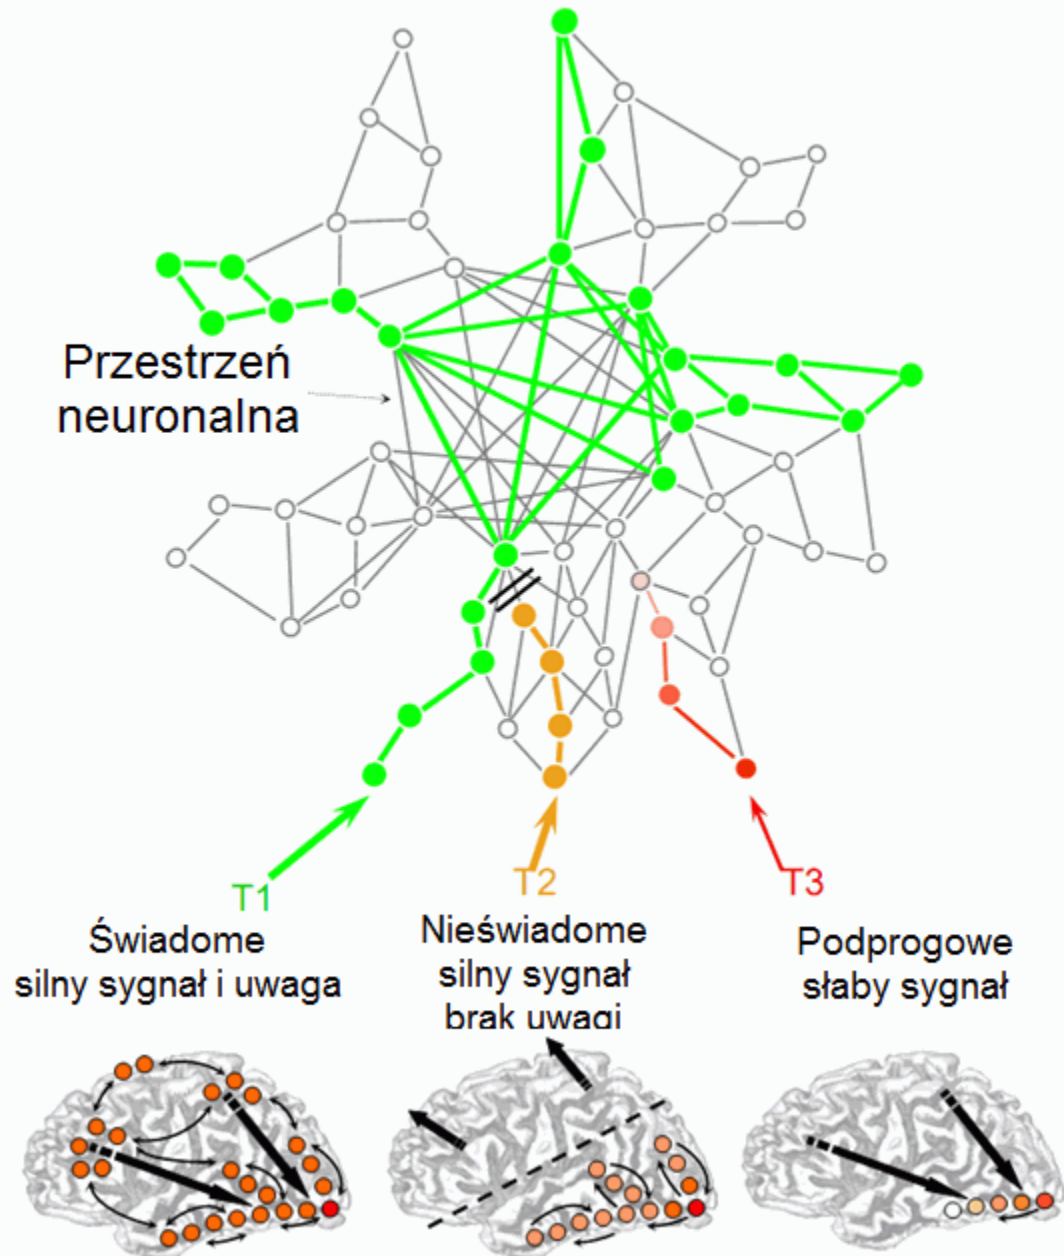 Przestrzeń
neuronalna
T1
T2
T3
Świadome
silny sygnał i uwaga
Nieświadome
silny sygnał
brak uwagi
Podprogowe
słaby sygnał